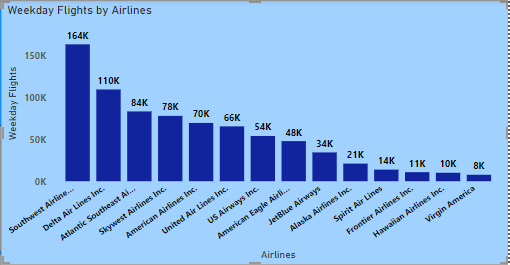 Weekday Flights by Airlines
Weekday Flights
150K
100K
50K
0K
164K
110K
84K
78K
70K
66K
54K
48K
34K
21K
14K
11K
10K
8K
Southwest Airline...
Delta Air Lines Inc.
Atlantic Southeast Ai...
Skywest Airlines Inc.
American Airlines Inc.
United Air Lines Inc.
US Airways Inc.
American Eagle Airli...
JetBlue Airways
Alaska Airlines Inc.
Spirit Air Lines
Frontier Airlines Inc.
Hawaiian Airlines Inc.
Virgin America
Airlines